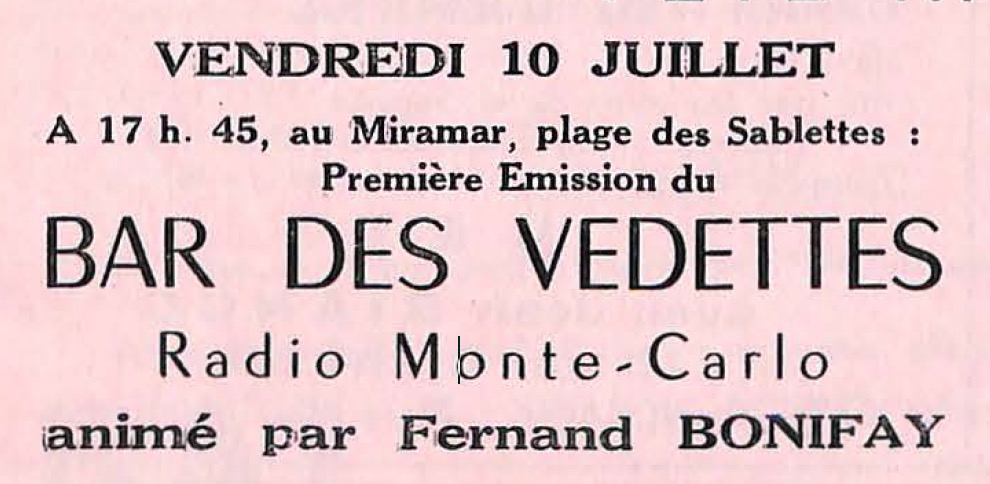 VENDREDI 10 JUILLET
A 17 h. 45, au Miramar, plage des Sablettes :
Première Emission du
BAR DES VEDETTES
Radio Monte-Carlo
animé par Fernand BONIFAY